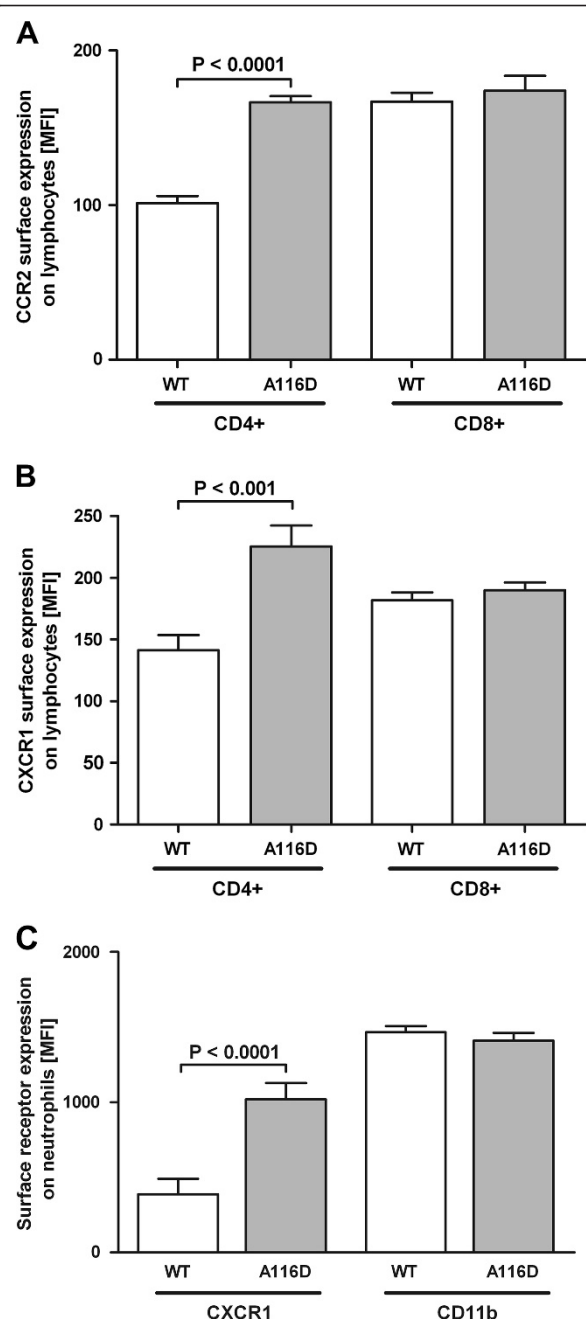 A
CCR2 surface expression
on lymphocytes [MFI]
200
100
0
P < 0.0001
WT A116D WT A116D
CD4+ CD8+
B
CXCR1 surface expression
on lymphocytes [MFI]
250
200
150
100
50
0
P < 0.001
WT A116D WT A116D
CD4+ CD8+
C
Surface receptor expression
on neutrophils [MFI]
2000
1000
0
P < 0.0001
WT A116D WT A116D
CXCR1 CD11b